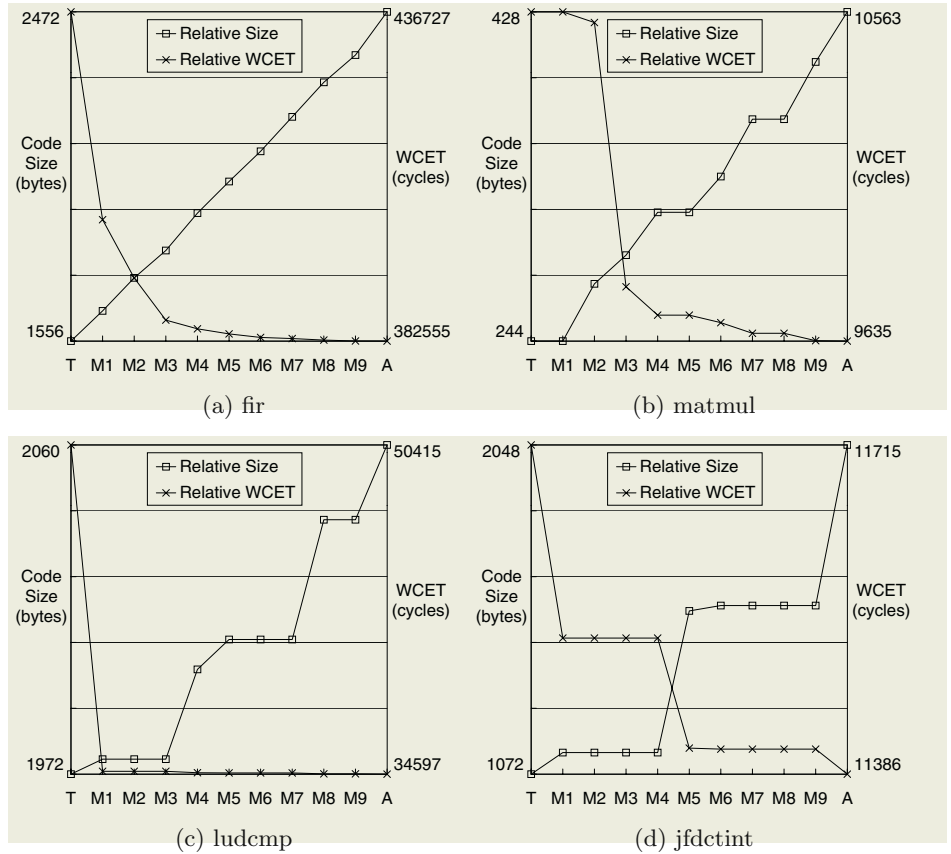 2472
436727
Relative Size
Relative WCET
Code
Size
(bytes)
WCET
(cycles)
1556
382555
T M1 M2 M3 M4 M5 M6 M7 M8 M9 A
(a) fir
428
10563
Relative Size
Relative WCET
Code
Size
(bytes)
WCET
(cycles)
244
9635
T M1 M2 M3 M4 M5 M6 M7 M8 M9 A
(b) matmul
2060
50415
Relative Size
Relative WCET
Code
Size
(bytes)
WCET
(cycles)
1972
34597
T M1 M2 M3 M4 M5 M6 M7 M8 M9 A
(c) ludcmp
2048
11715
Relative Size
Relative WCET
Code
Size
(bytes)
WCET
(cycles)
1072
11386
T M1 M2 M3 M4 M5 M6 M7 M8 M9 A
(d) jfdctint